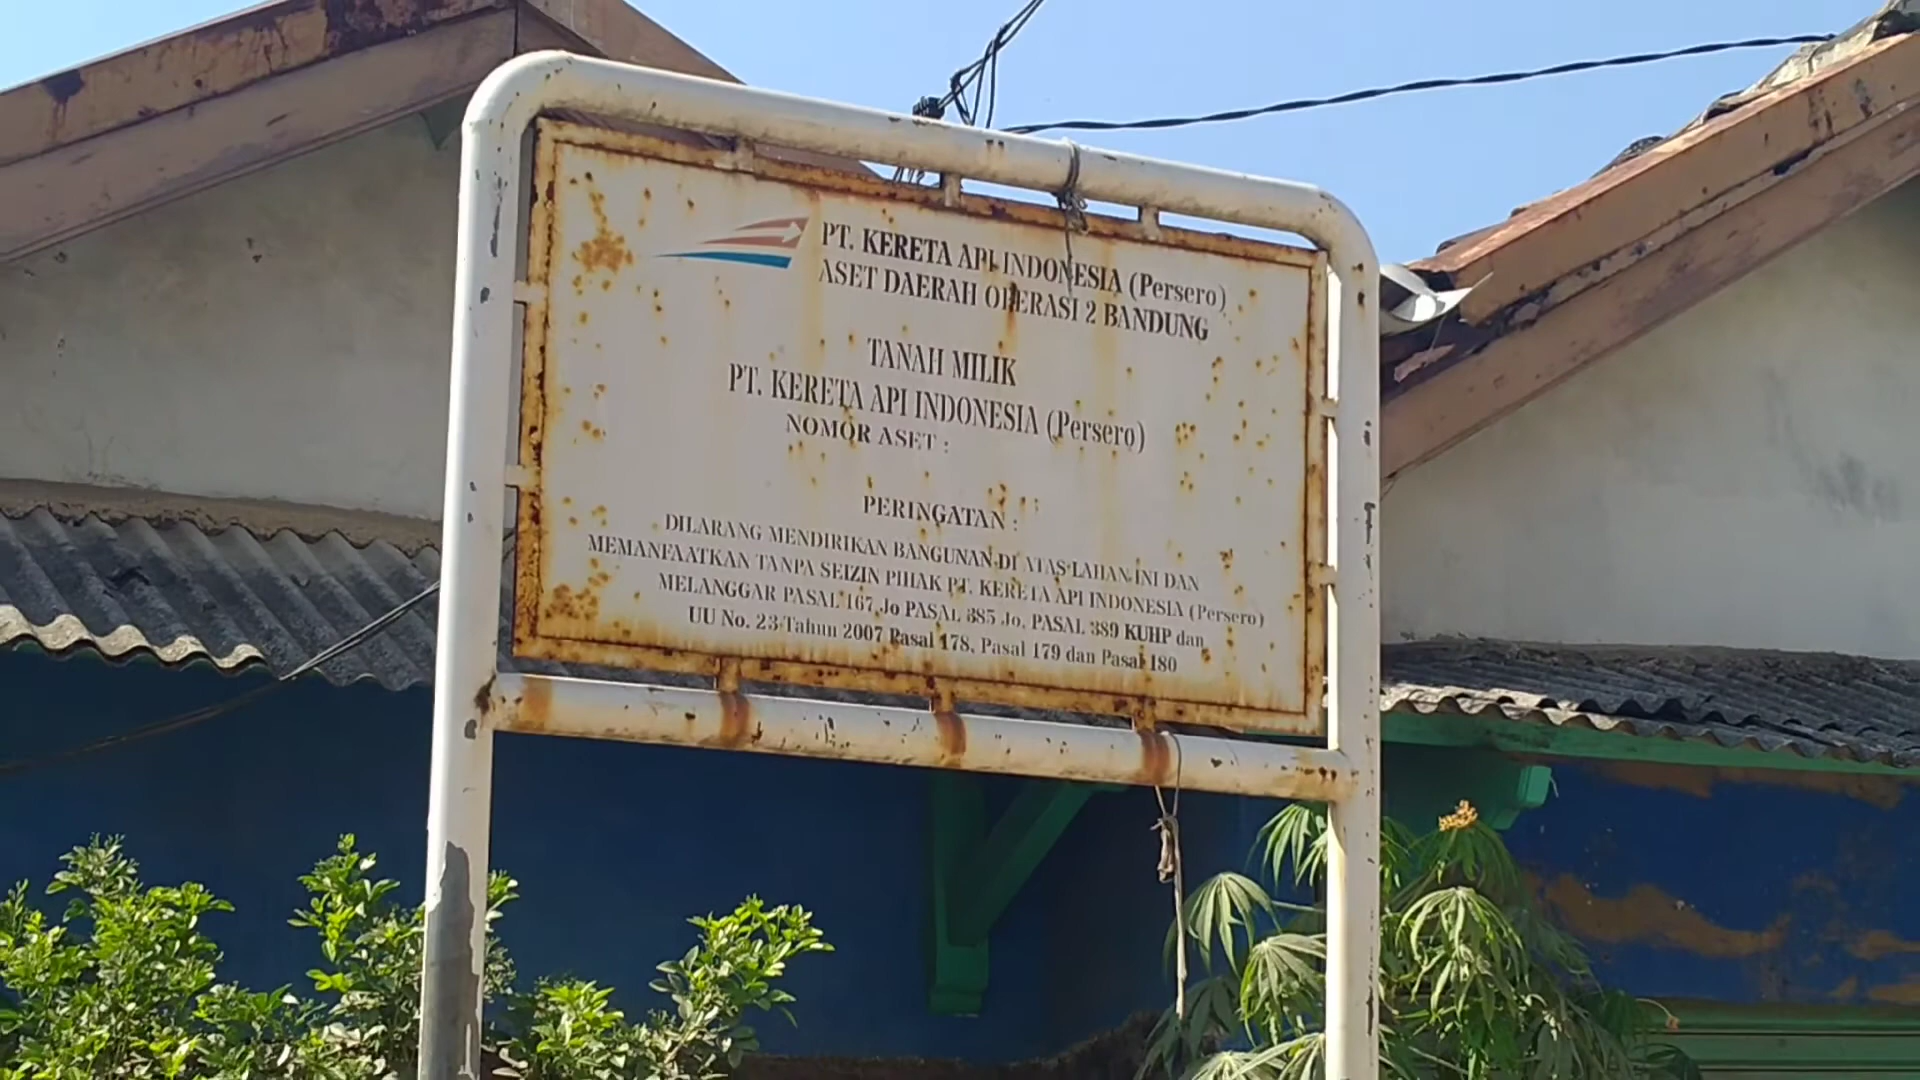 PT. KERETA API INDONESIA (Persero)
ASET DAERAH OPERASI 2 BANDUNG
TANAH MILIK
PT. KERETA API INDONESIA (Persero)
NOMOR ASET :
PERINGATAN :
DILARANG MENDIRIKAN BANGUNAN DI ATAS LAHAN INI DAN
MEMANFAATKAN TANPA SEIZIN PIHAK PT. KERETA API INDONESIA (Persero)
MELANGGAR PASAL 167 Jo PASAL 385 Jo. PASAL 389 KUHP dan
UU No. 23 Tahun 2007 Pasal 178, Pasal 179 dan Pasal 180